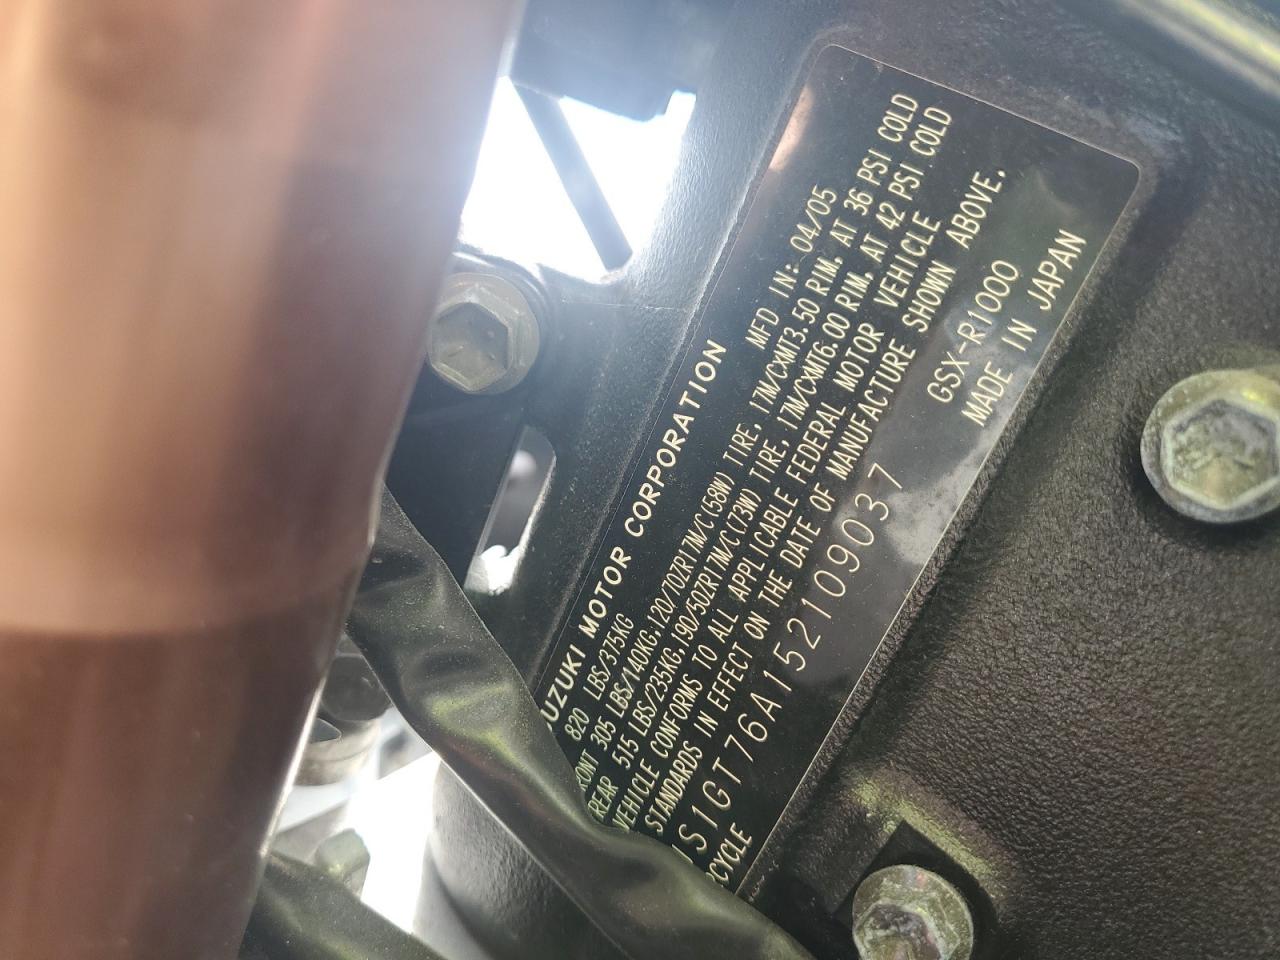 UZUKI MOTOR CORPORATION
820 LBS/375KG MFD IN: 04/05
RONT 305 LBS/140KG, 120/70ZR17M/C(58W) TIRE, 17M/CXMT3.50 RIM, AT 36 PSI COLD
REAR 515 LBS/235KG, 190/50ZR17M/C(73W) TIRE, 17M/CXMT6.00 RIM, AT 42 PSI COLD
VEHICLE CONFORMS TO ALL APPLICABLE FEDERAL MOTOR VEHICLE
STANDARDS IN EFFECT ON THE DATE OF MANUFACTURE SHOWN ABOVE.
S1GT76A152109037 GSX-R1000
RCYCLE MADE IN JAPAN